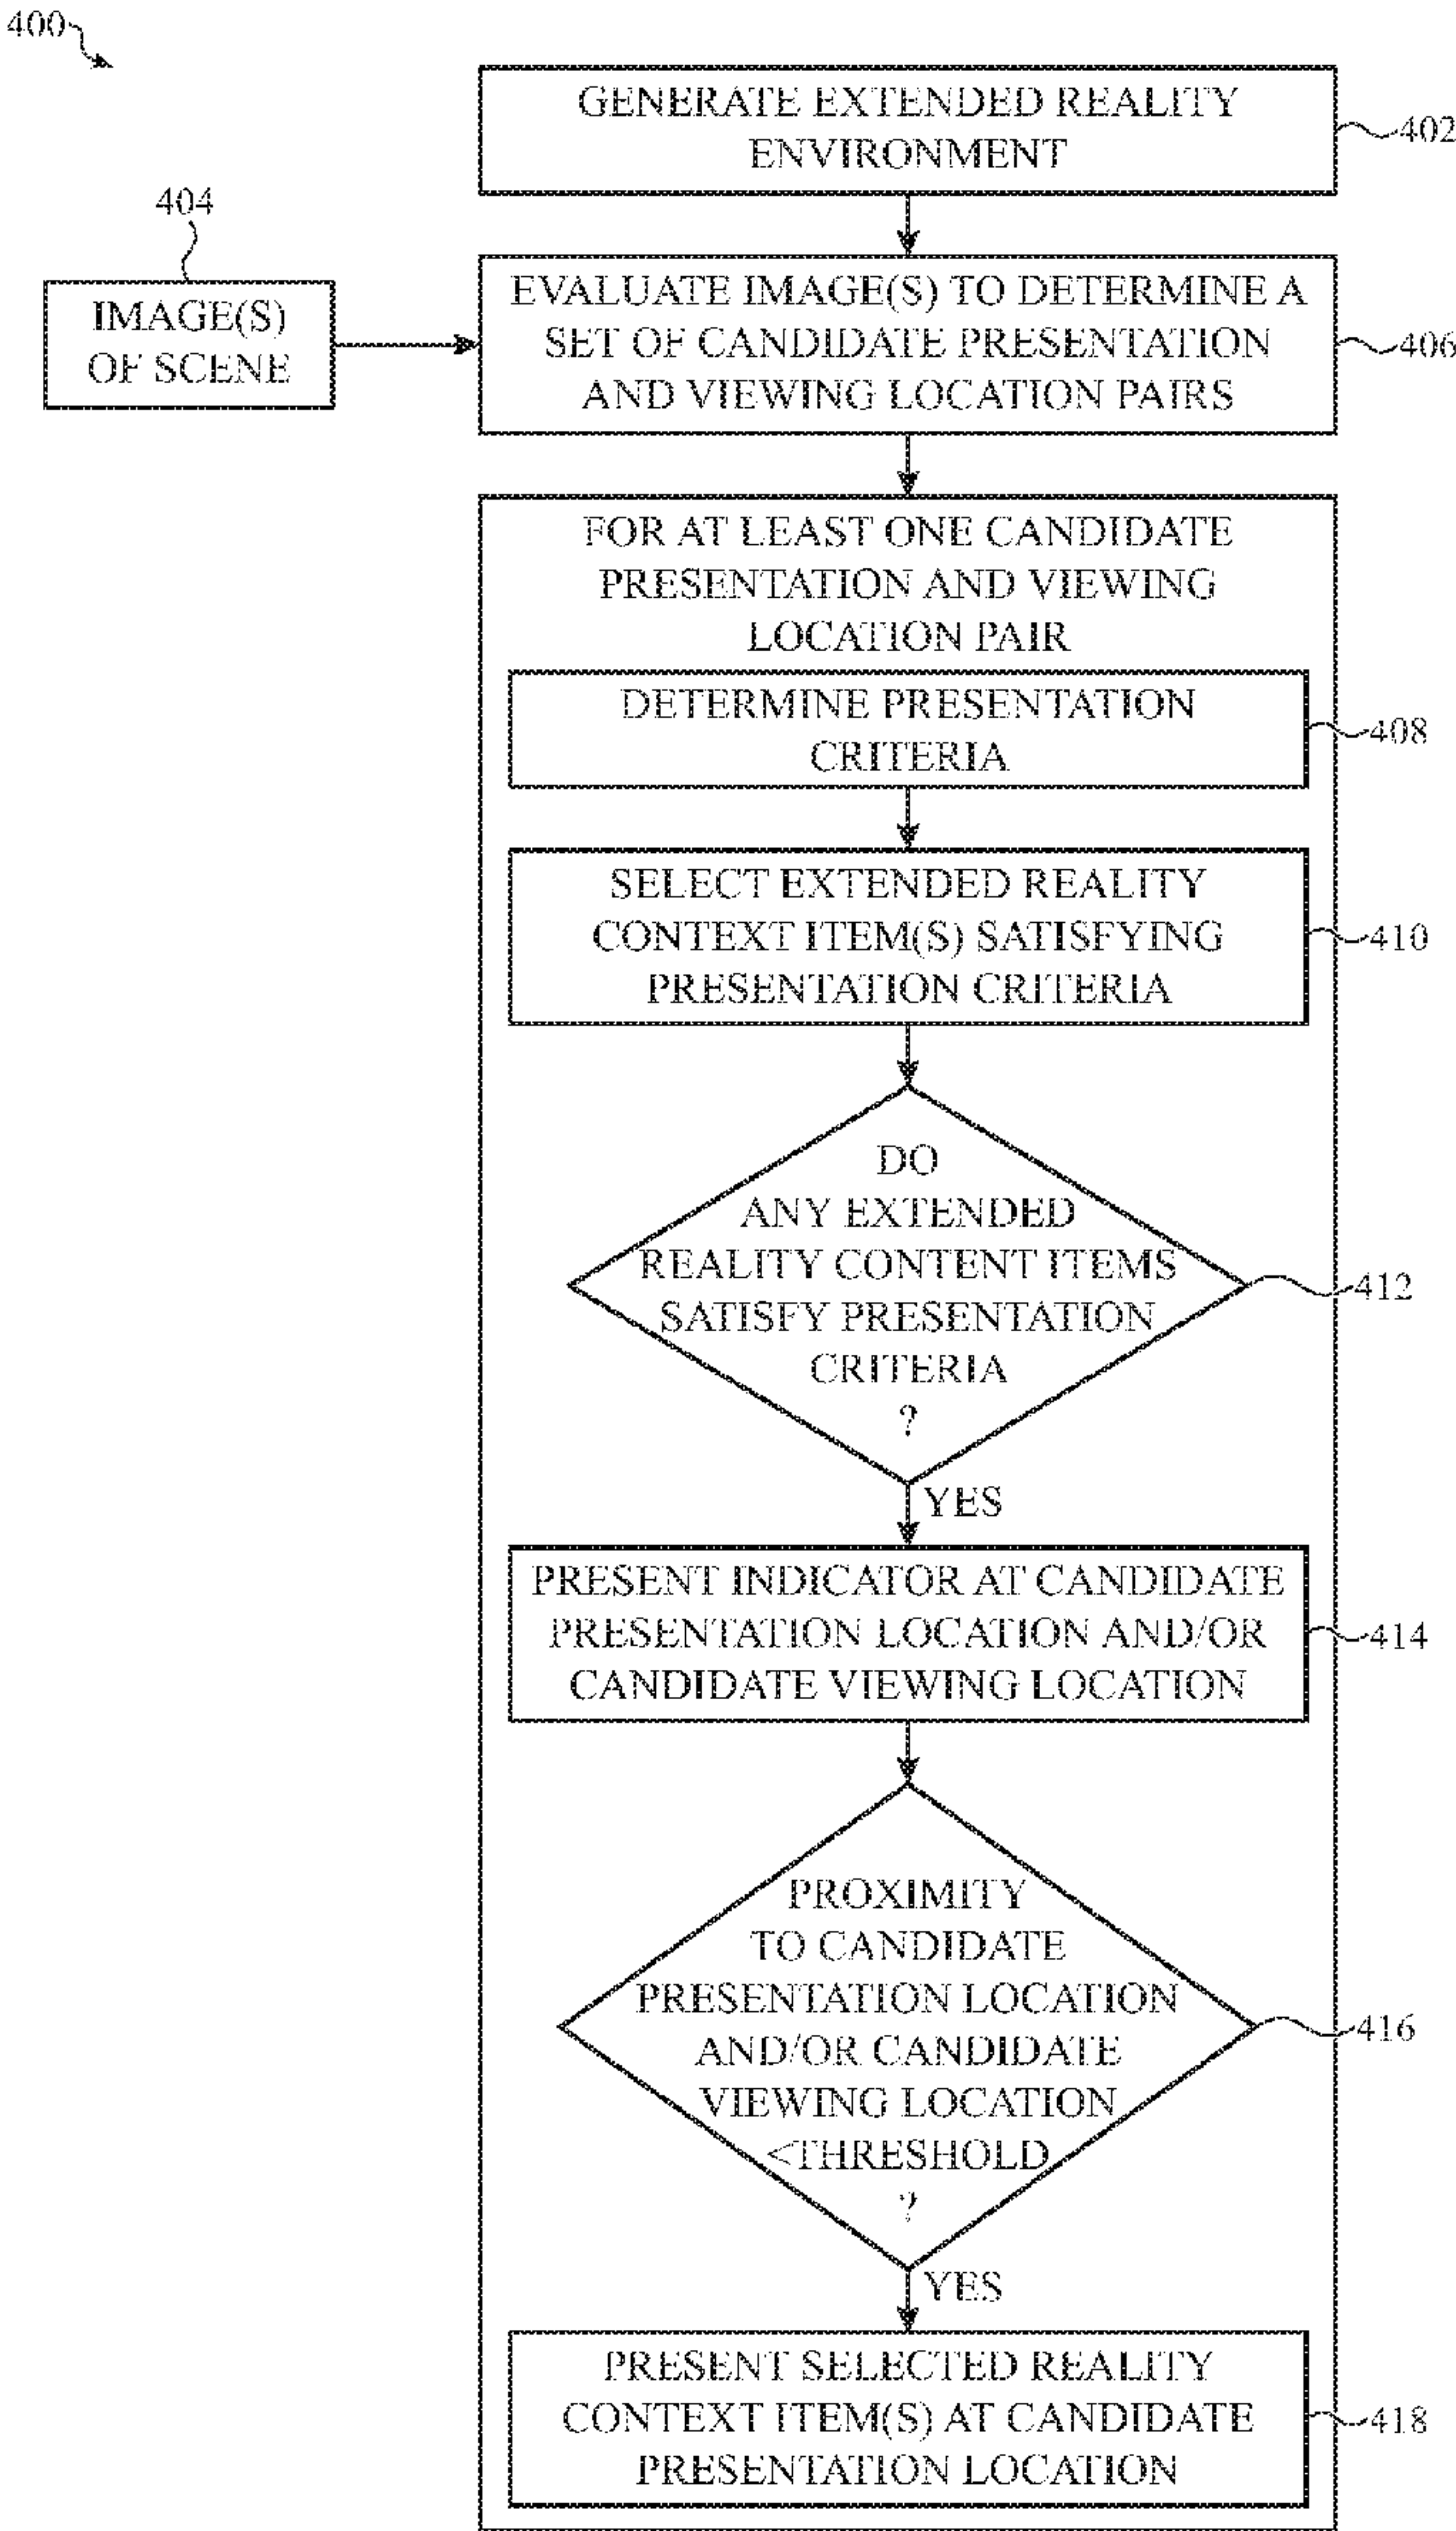 400
GENERATE EXTENDED REALITY
ENVIRONMENT
402
404
IMAGE(S)
OF SCENE
EVALUATE IMAGE(S) TO DETERMINE A
SET OF CANDIDATE PRESENTATION
AND VIEWING LOCATION PAIRS
406
FOR AT LEAST ONE CANDIDATE
PRESENTATION AND VIEWING
LOCATION PAIR
DETERMINE PRESENTATION
CRITERIA
408
SELECT EXTENDED REALITY
CONTEXT ITEM(S) SATISFYING
PRESENTATION CRITERIA
410
DO
ANY EXTENDED
REALITY CONTENT ITEMS
SATISFY PRESENTATION
CRITERIA
?
412
YES
PRESENT INDICATOR AT CANDIDATE
PRESENTATION LOCATION AND/OR
CANDIDATE VIEWING LOCATION
414
PROXIMITY
TO CANDIDATE
PRESENTATION LOCATION
AND/OR CANDIDATE
VIEWING LOCATION
<THRESHOLD
?
416
YES
PRESENT SELECTED REALITY
CONTEXT ITEM(S) AT CANDIDATE
PRESENTATION LOCATION
418